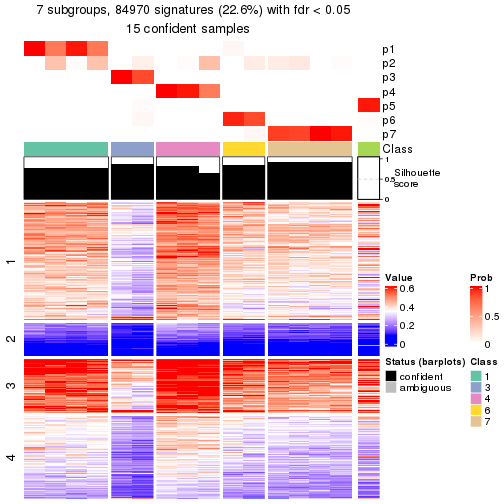 7 subgroups, 84970 signatures (22.6%) with fdr < 0.05
15 confident samples
p1
p2
p3
p4
p5
p6
p7
Class
1
0.5
0
Silhouette
score
1
2
3
4
Value
0.6
0.4
0.2
0
Prob
1
0.5
0
Status (barplots)
confident
ambiguous
Class
1
3
4
6
7